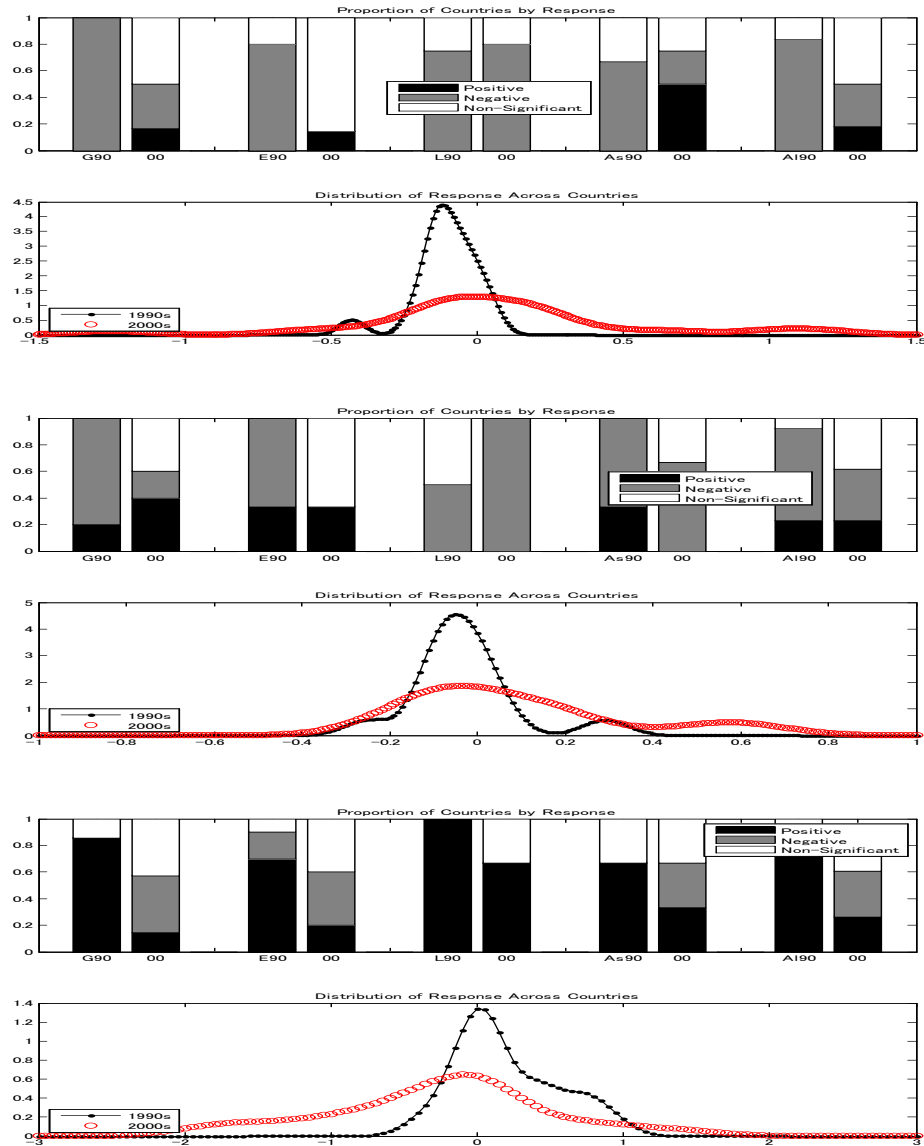 Proportion of Countries by Response
1
0.8
0.6
0.4
0.2
0
Positive
Negative
Non-Significant
G90 00 E90 00 L90 00 As90 00 Al90 00
Distribution of Response Across Countries
4.5
4
3.5
3
2.5
2
1.5
1
0.5
0
1990s
2000s
−1.5 −1 −0.5 0 0.5 1 1.5
Proportion of Countries by Response
1
0.8
0.6
0.4
0.2
0
Positive
Negative
Non-Significant
G90 00 E90 00 L90 00 As90 00 Al90 00
Distribution of Response Across Countries
5
4
3
2
1
0
1990s
2000s
−1 −0.8 −0.6 −0.4 −0.2 0 0.2 0.4 0.6 0.8 1
Proportion of Countries by Response
1
0.8
0.6
0.4
0.2
0
Positive
Negative
Non-Significant
G90 00 E90 00 L90 00 As90 00 Al90 00
Distribution of Response Across Countries
1.4
1.2
1
0.8
0.6
0.4
0.2
0
1990s
2000s
−3 −2 −1 0 1 2 3